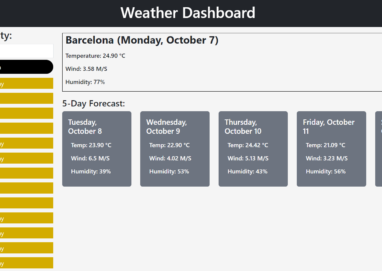 Weather Dashboard
ty:
Barcelona (Monday, October 7)
Temperature: 24.90 °C
Wind: 3.58 M/S
Humidity: 77%
5-Day Forecast:
Tuesday,
October 8
Temp: 23.90 °C
Wind: 6.5 M/S
Humidity: 39%
Wednesday,
October 9
Temp: 22.90 °C
Wind: 4.02 M/S
Humidity: 53%
Thursday,
October 10
Temp: 24.42 °C
Wind: 5.13 M/S
Humidity: 43%
Friday, October
11
Temp: 21.09 °C
Wind: 3.23 M/S
Humidity: 56%